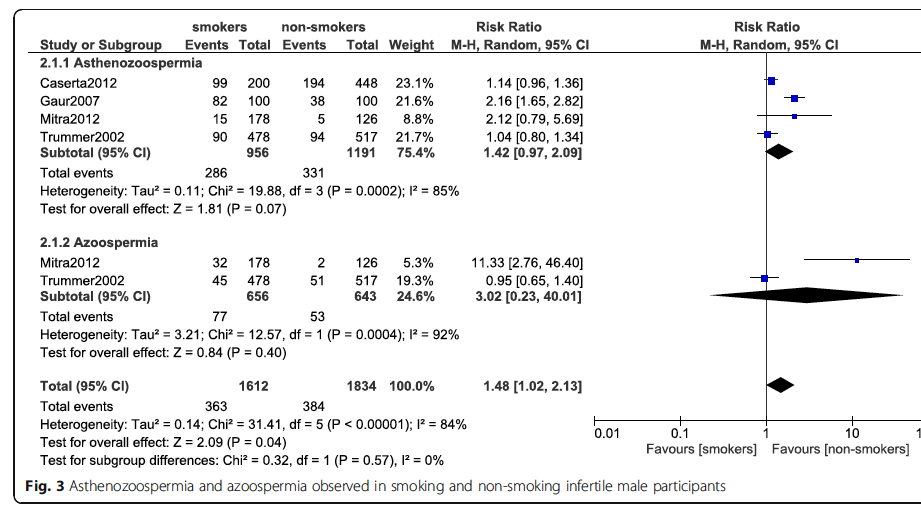 smokers non-smokers Risk Ratio Risk Ratio
Study or Subgroup Events Total Events Total Weight M-H, Random, 95% CI M-H, Random, 95% CI
2.1.1 Asthenozoospermia
Caserta2012 99 200 194 448 23.1% 1.14 [0.96, 1.36]
Gaur2007 82 100 38 100 21.6% 2.16 [1.65, 2.82]
Mitra2012 15 178 5 126 8.8% 2.12 [0.79, 5.69]
Trummer2002 90 478 94 517 21.7% 1.04 [0.80, 1.34]
Subtotal (95% CI) 956 1191 75.4% 1.42 [0.97, 2.09]
Total events 286 331
Heterogeneity: Tau² = 0.11; Chi² = 19.88, df = 3 (P = 0.0002); I² = 85%
Test for overall effect: Z = 1.81 (P = 0.07)
2.1.2 Azoospermia
Mitra2012 32 178 2 126 5.3% 11.33 [2.76, 46.40]
Trummer2002 45 478 51 517 19.3% 0.95 [0.65, 1.40]
Subtotal (95% CI) 656 643 24.6% 3.02 [0.23, 40.01]
Total events 77 53
Heterogeneity: Tau² = 3.21; Chi² = 12.57, df = 1 (P = 0.0004); I² = 92%
Test for overall effect: Z = 0.84 (P = 0.40)
Total (95% CI) 1612 1834 100.0% 1.48 [1.02, 2.13]
Total events 363 384
Heterogeneity: Tau² = 0.14; Chi² = 31.41, df = 5 (P < 0.00001); I² = 84%
Test for overall effect: Z = 2.09 (P = 0.04)
Test for subgroup differences: Chi² = 0.32, df = 1 (P = 0.57), I² = 0%
0.01 0.1 1 10
Favours [smokers] Favours [non-smokers]
Fig. 3 Asthenozoospermia and azoospermia observed in smoking and non-smoking infertile male participants